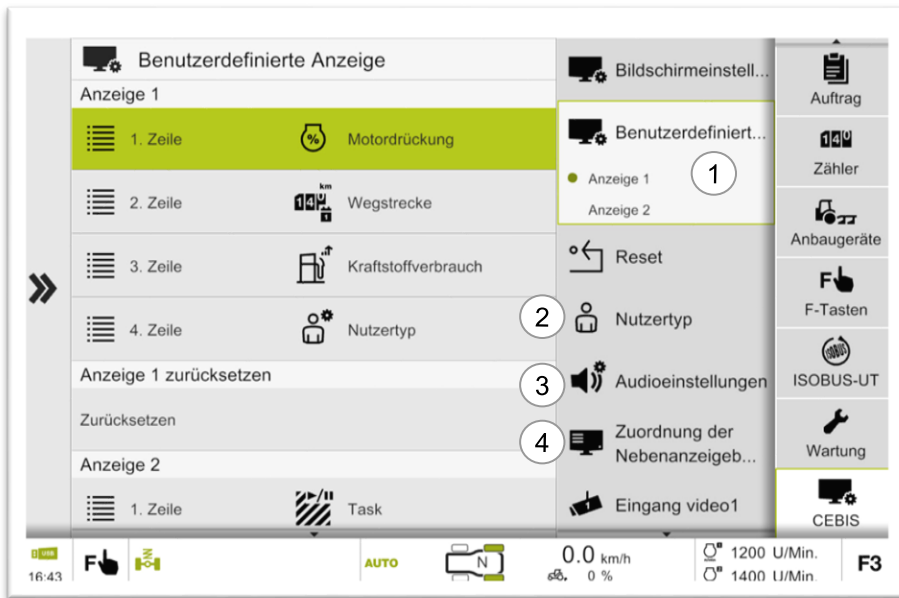 Benutzerdefinierte Anzeige
Anzeige 1
1. Zeile Motordrückung
2. Zeile km Wegstrecke
3. Zeile Kraftstoffverbrauch
4. Zeile Nutzertyp
Anzeige 1 zurücksetzen
Zurücksetzen
Anzeige 2
1. Zeile Task
Bildschirmeinstell...
Benutzerdefiniert...
Anzeige 1
Anzeige 2
1
Reset
2 Nutzertyp
3 Audioeinstellungen
4 Zuordnung der
Nebenanzeigeb...
Eingang video1
Auftrag
Zähler
Anbaugeräte
F
F-Tasten
ISOBUS
ISOBUS-UT
Wartung
CEBIS
USB
16:43
F
N
AUTO
N
0.0 km/h
0 %
1200 U/Min.
1400 U/Min.
F3